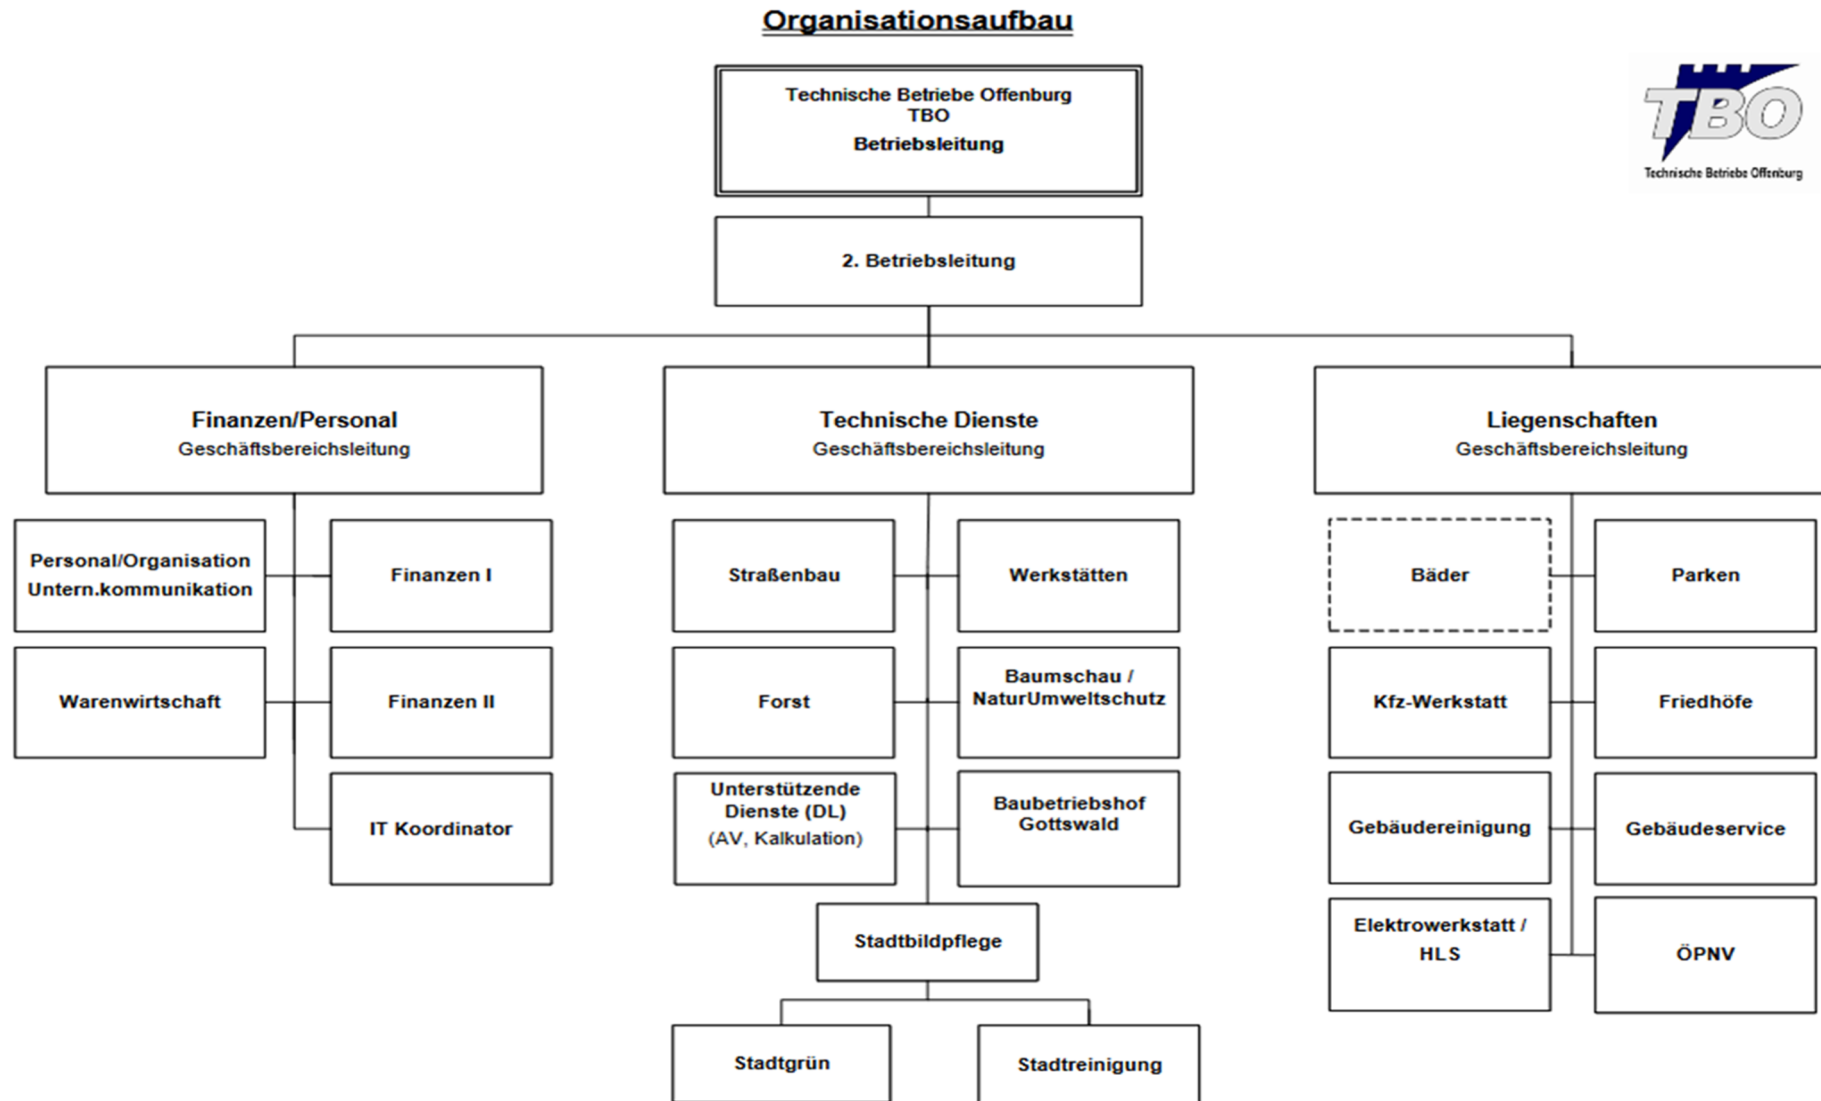 Organisationsaufbau
Technische Betriebe Offenburg
TBO
Betriebsleitung
TBO
Technische Betriebe Offenburg
2. Betriebsleitung
Finanzen/Personal
Geschäftsbereichsleitung
Technische Dienste
Geschäftsbereichsleitung
Liegenschaften
Geschäftsbereichsleitung
Personal/Organisation
Untern.kommunikation
Finanzen I
Straßenbau
Werkstätten
Bäder
Parken
Warenwirtschaft
Finanzen II
Forst
Baumschau /
NaturUmweltschutz
Kfz-Werkstatt
Friedhöfe
IT Koordinator
Unterstützende
Dienste (DL)
(AV, Kalkulation)
Baubetriebshof
Gottswald
Gebäudereinigung
Gebäudeservice
Stadtbildpflege
Elektrowerkstatt /
HLS
ÖPNV
Stadtgrün
Stadtreinigung